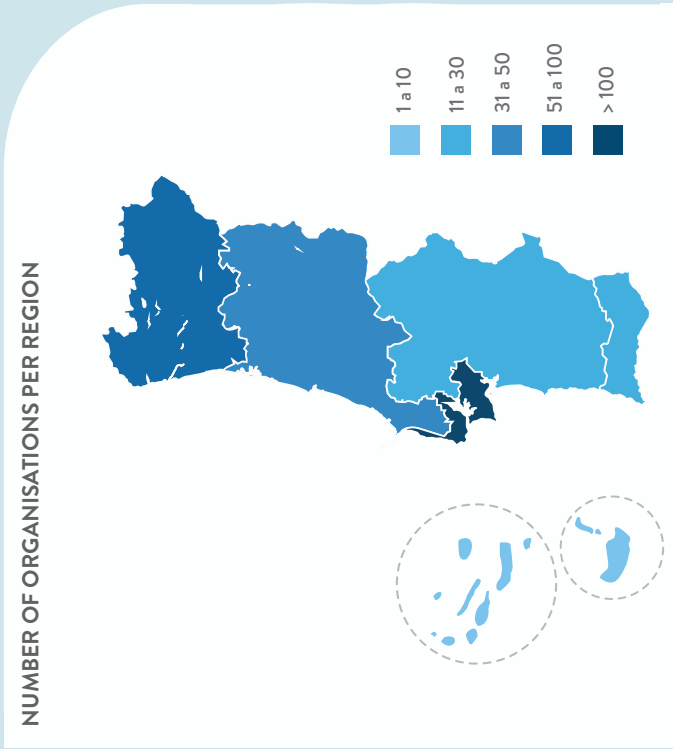 NUMBER OF ORGANISATIONS PER REGION
1 a 10
11 a 30
31 a 50
51 a 100
> 100